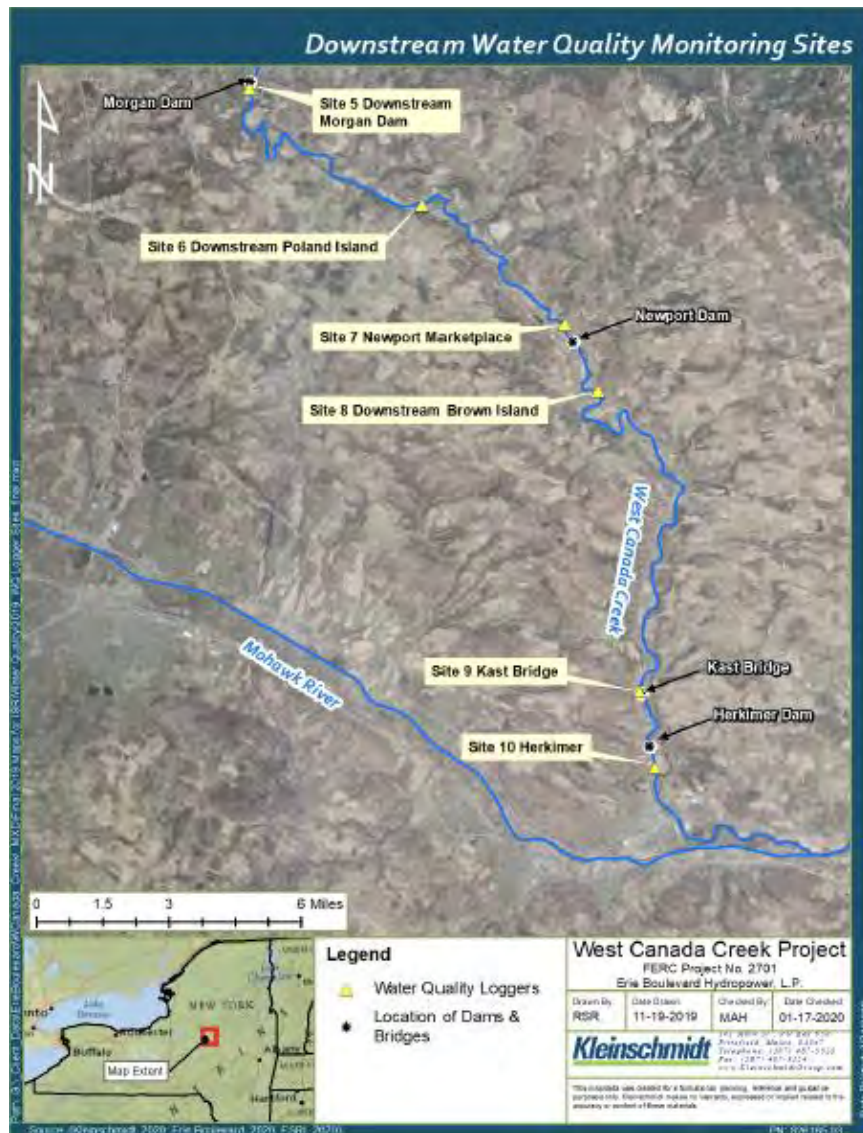 Downstream Water Quality Monitoring Sites
Morgan Dam
Site 5 Downstream
Morgan Dam
N
Site 6 Downstream Poland Island
Newport Dam
Site 7 Newport Marketplace
Site 8 Downstream Brown Island
West Canada Creek
Mohawk River
Site 9 Kast Bridge
Kast Bridge
Herkimer Dam
Site 10 Herkimer
0 1.5 3 6 Miles
Legend
Water Quality Loggers
Location of Dams &
Bridges
NEW YORK
Buffalo
Map Extent
West Canada Creek Project
FERC Project No. 2701
Erie Boulevard Hydropower, L.P.
Drawn By
RSR
Date Drawn
11-19-2019
Checked By
MAH
Date Checked
01-17-2020
Kleinschmidt